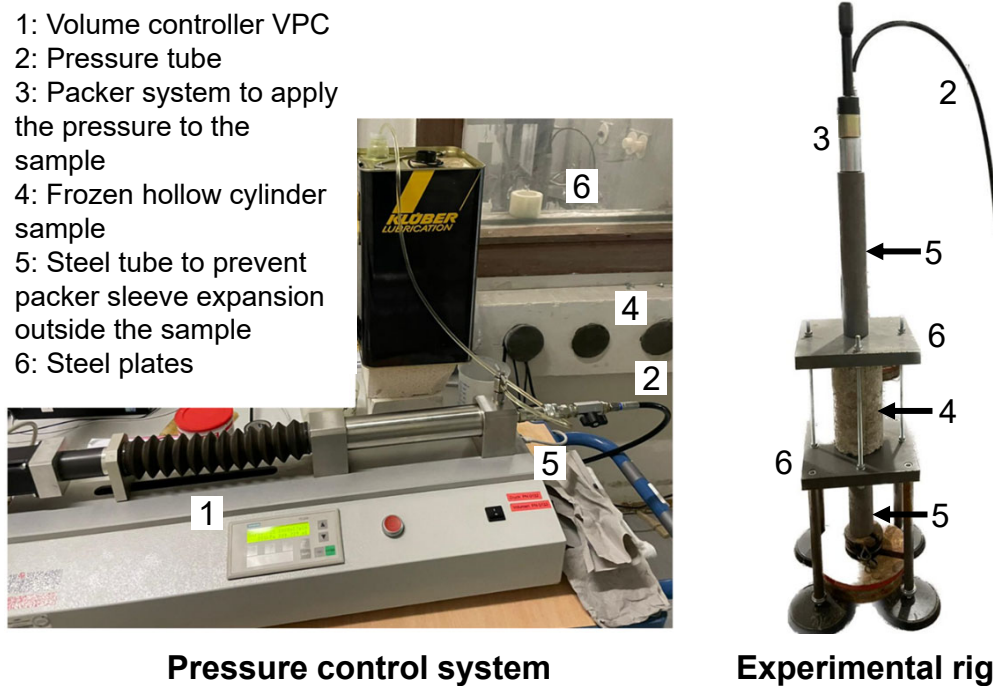 1: Volume controller VPC
2: Pressure tube
3: Packer system to apply
the pressure to the
sample
4: Frozen hollow cylinder
sample
5: Steel tube to prevent
packer sleeve expansion
outside the sample
6: Steel plates
KLÜBER
LUBRICATION
6
4
2
5
1
2
3
5
6
4
6
5
Pressure control system
Experimental rig